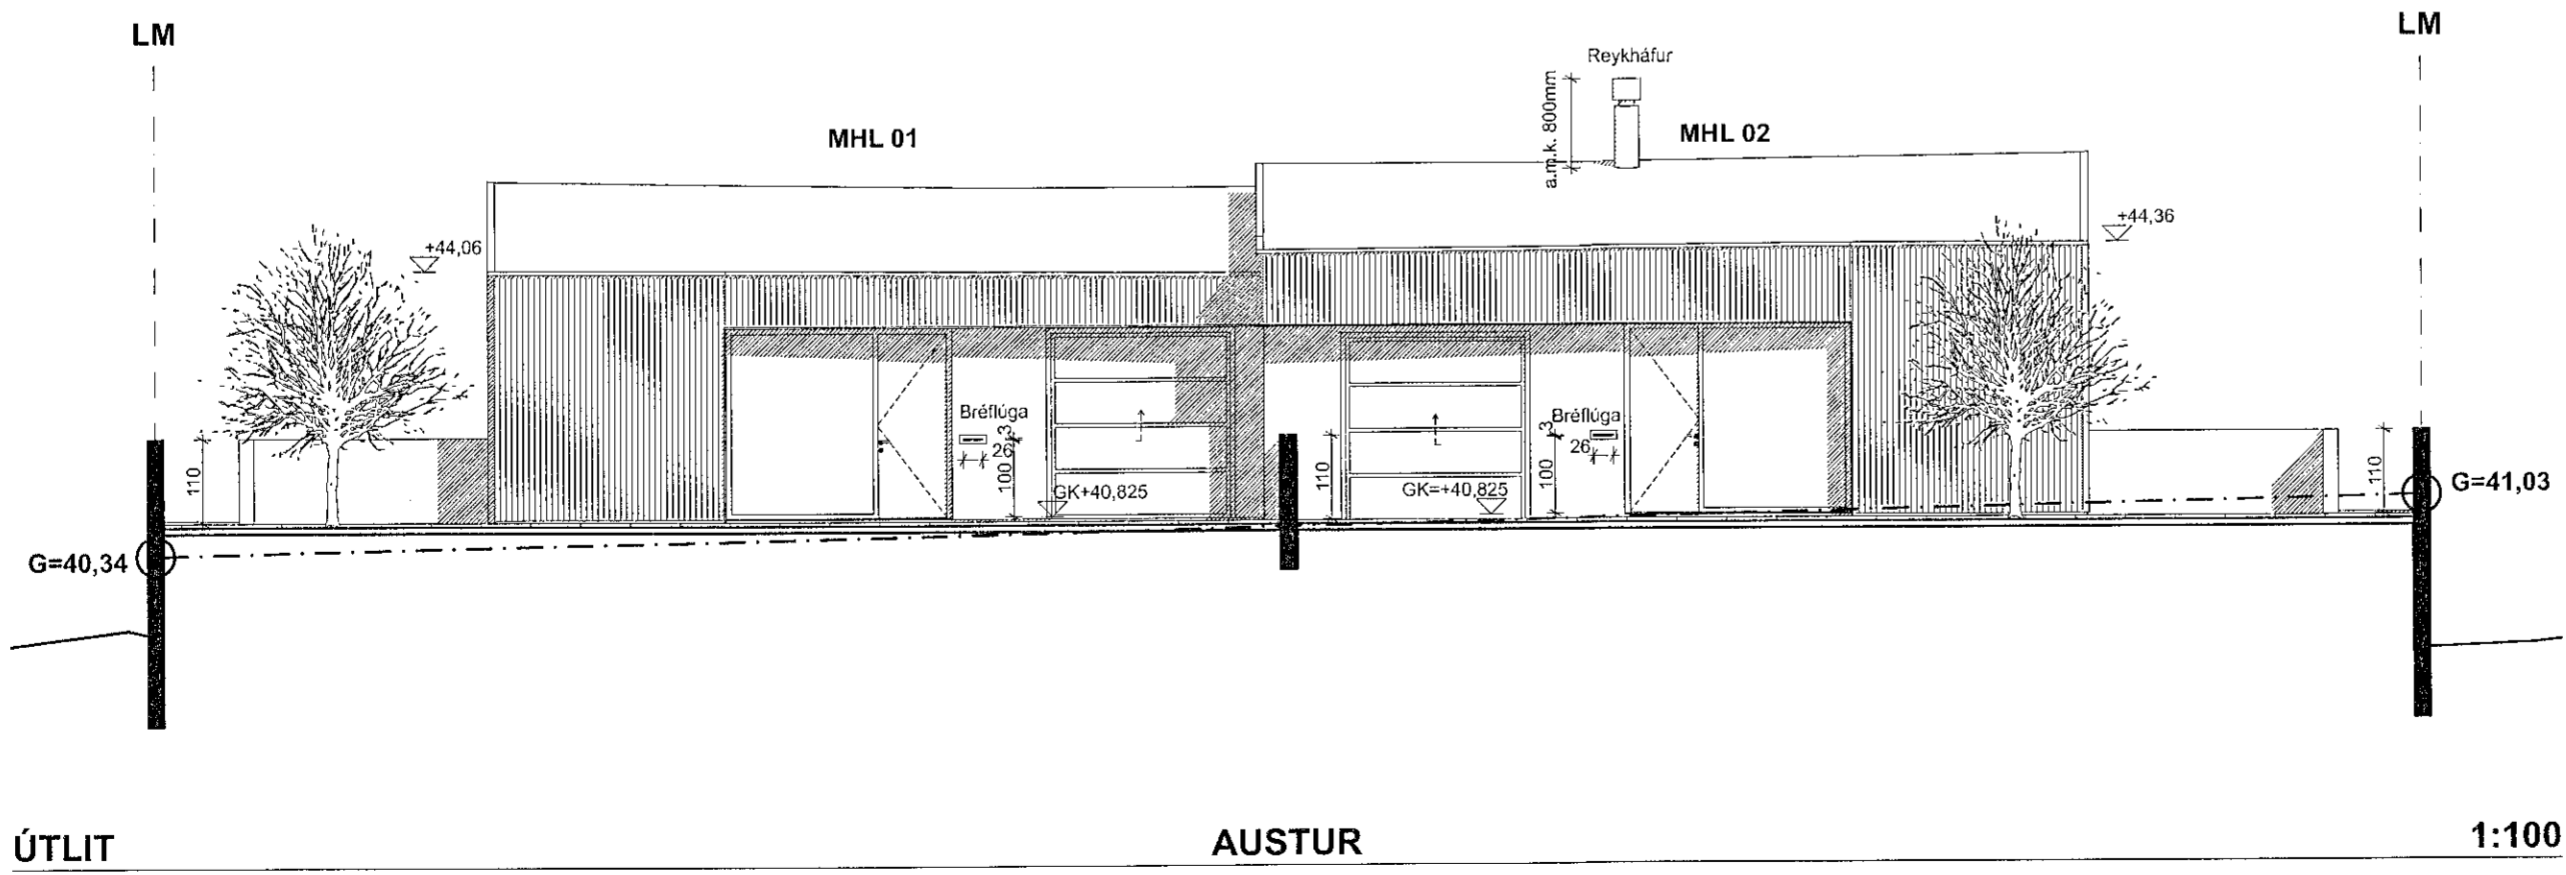 LM
LM
Reykháfur
a.m.k. 800mm
MHL 01
MHL 02
+44,06
+44,36
Bréflúga
3
26
100
GK+40,825
110
110
GK=+40,825
Bréflúga
3
26
100
110
G=41,03
G=40,34
ÚTLIT
AUSTUR
1:100